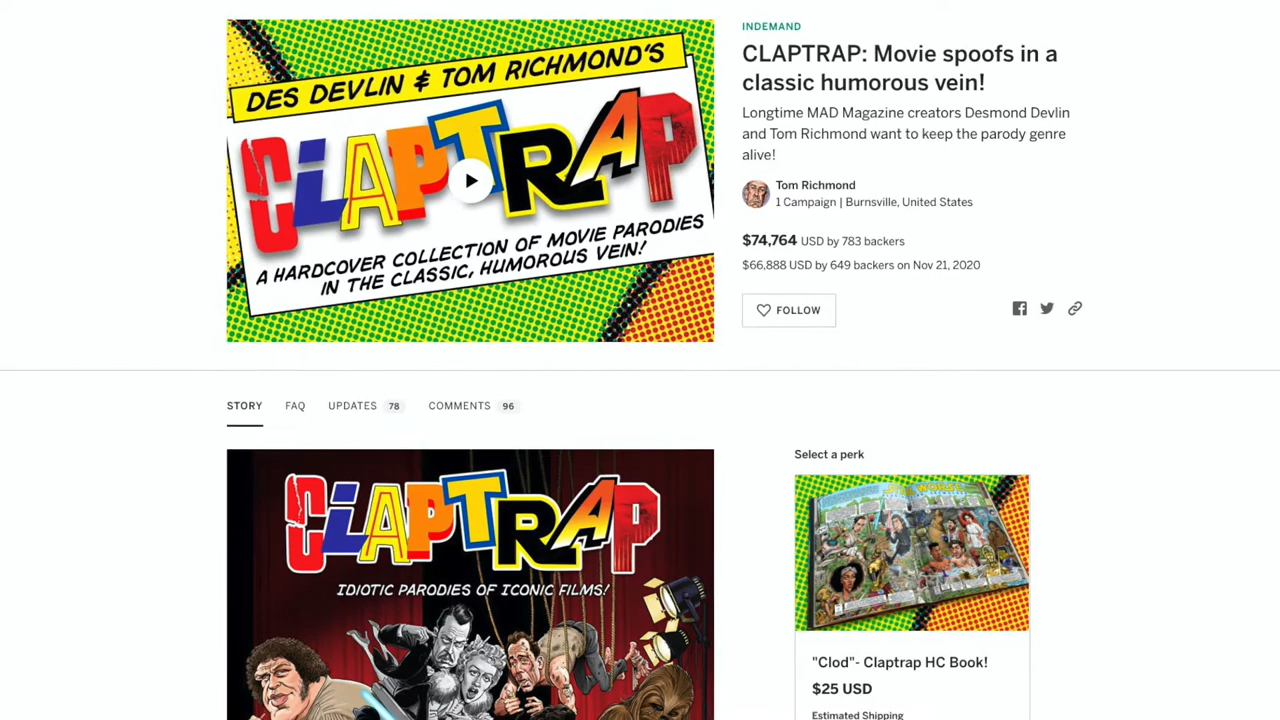 DES DEVLIN & TOM RICHMOND'S
CLAPTRAP
A HARDCOVER COLLECTION OF MOVIE PARODIES
IN THE CLASSIC, HUMOROUS VEIN!
INDEMAND
CLAPTRAP: Movie spoofs in a
classic humorous vein!
Longtime MAD Magazine creators Desmond Devlin
and Tom Richmond want to keep the parody genre
alive!
Tom Richmond
1 Campaign | Burnsville, United States
$74,764 USD by 783 backers
$66,888 USD by 649 backers on Nov 21, 2020
FOLLOW
STORY FAQ UPDATES 78 COMMENTS 96
CLAPTRAP
IDIOTIC PARODIES OF ICONIC FILMS!
Select a perk
"Clod"- Claptrap HC Book!
$25 USD
Estimated Shipping